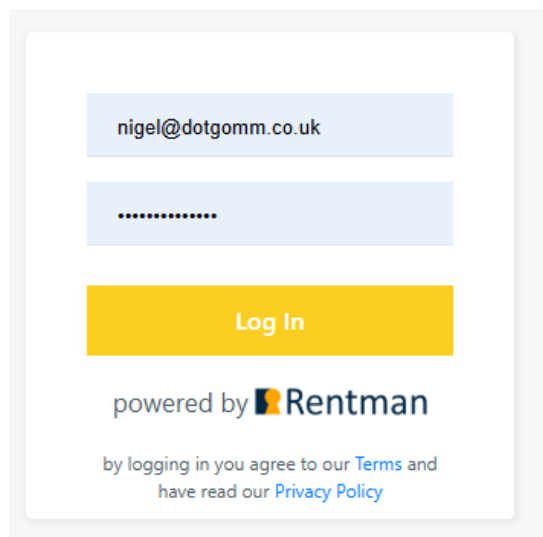 nigel@dotgomm.co.uk
••••••••••••••
Log In
powered by Rentman
by logging in you agree to our Terms and
have read our Privacy Policy